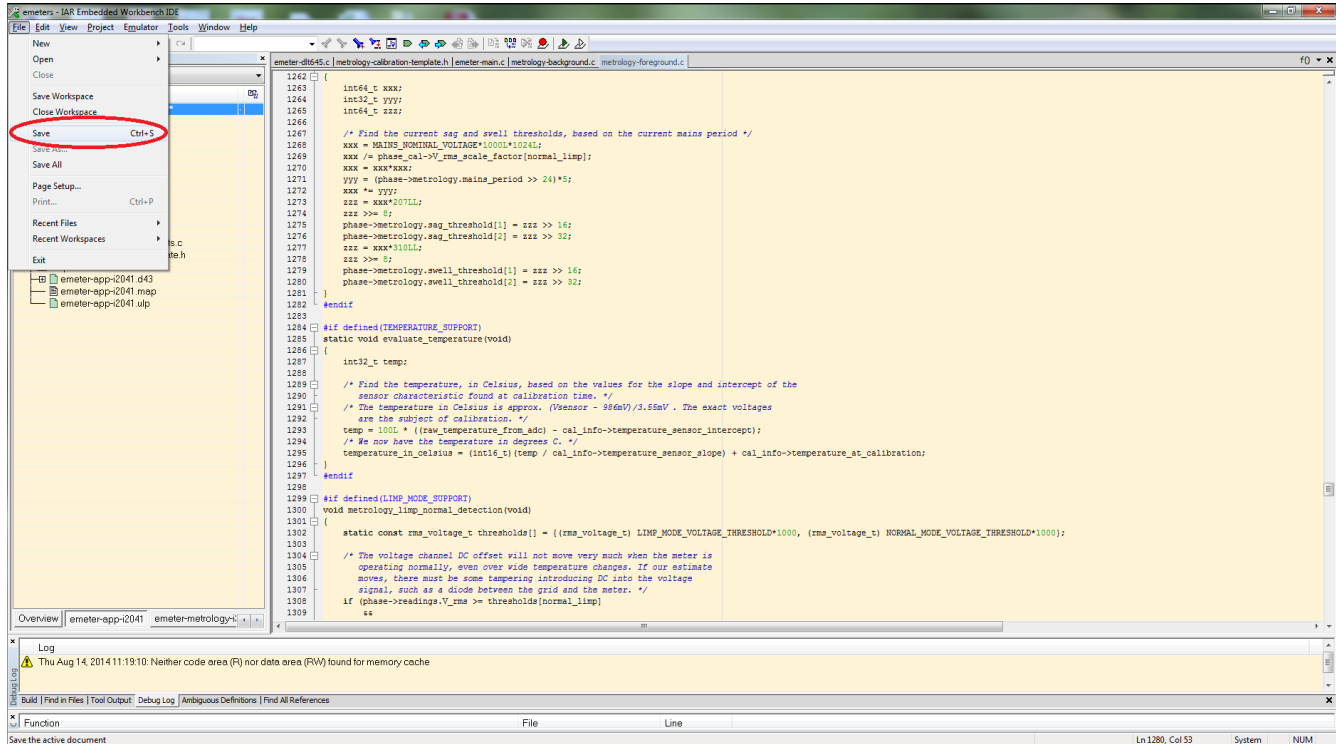 emeters - IAR Embedded Workbench IDE
File Edit View Project Emulator Tools Window Help
New
Open
Close
Save Workspace
Close Workspace
Save Ctrl+S
Save As...
Save All
Page Setup...
Print... Ctrl+P
Recent Files
Recent Workspaces
Exit
ts.c
te.h
emeter-app-i2041.d43
emeter-app-i2041.map
emeter-app-i2041.ulp
Overview emeter-app-i2041 emeter-metrology-i
emeter-dlt645.c | metrology-calibration-template.h | emeter-main.c | metrology-background.c metrology-foreground.c
f()
1262 {
1263 int64_t xxx;
1264 int32_t yyy;
1265 int64_t zzz;
1266
1267 /* Find the current sag and swell thresholds, based on the current mains period */
1268 xxx = MAINS_NOMINAL_VOLTAGE*1000L*1024L;
1269 xxx /= phase_cal->V_rms_scale_factor[normal_limp];
1270 xxx = xxx*xxx;
1271 yyy = (phase->metrology.mains_period >> 24)*5;
1272 xxx *= yyy;
1273 zzz = xxx*207LL;
1274 zzz >>= 8;
1275 phase->metrology.sag_threshold[1] = zzz >> 16;
1276 phase->metrology.sag_threshold[2] = zzz >> 32;
1277 zzz = xxx*310LL;
1278 zzz >>= 8;
1279 phase->metrology.swell_threshold[1] = zzz >> 16;
1280 phase->metrology.swell_threshold[2] = zzz >> 32;
1281 }
1282 #endif
1283
1284 #if defined(TEMPERATURE_SUPPORT)
1285 static void evaluate_temperature(void)
1286 {
1287 int32_t temp;
1288
1289 /* Find the temperature, in Celsius, based on the values for the slope and intercept of the
1290 sensor characteristic found at calibration time. */
1291 /* The temperature in Celsius is approx. (Vsensor - 986mV)/3.55mV . The exact voltages
1292 are the subject of calibration. */
1293 temp = 100L * ((raw_temperature_from_adc) - cal_info->temperature_sensor_intercept);
1294 /* We now have the temperature in degrees C. */
1295 temperature_in_celsius = (int16_t)(temp / cal_info->temperature_sensor_slope) + cal_info->temperature_at_calibration;
1296 }
1297 #endif
1298
1299 #if defined(LIMP_MODE_SUPPORT)
1300 void metrology_limp_normal_detection(void)
1301 {
1302 static const rms_voltage_t thresholds[] = {(rms_voltage_t) LIMP_MODE_VOLTAGE_THRESHOLD*1000, (rms_voltage_t) NORMAL_MODE_VOLTAGE_THRESHOLD*1000};
1303
1304 /* The voltage channel DC offset will not move very much when the meter is
1305 operating normally, even over wide temperature changes. If our estimate
1306 moves, there must be some tampering introducing DC into the voltage
1307 signal, such as a diode between the grid and the meter. */
1308 if (phase->readings.V_rms >= thresholds[normal_limp]
1309 &&
Log
Thu Aug 14, 2014 11:19:10: Neither code area (R) nor data area (RW) found for memory cache
Debug Log
Build | Find in Files | Tool Output Debug Log Ambiguous Definitions | Find All References
Function File Line
Save the active document Ln 1280, Col 53 System NUM